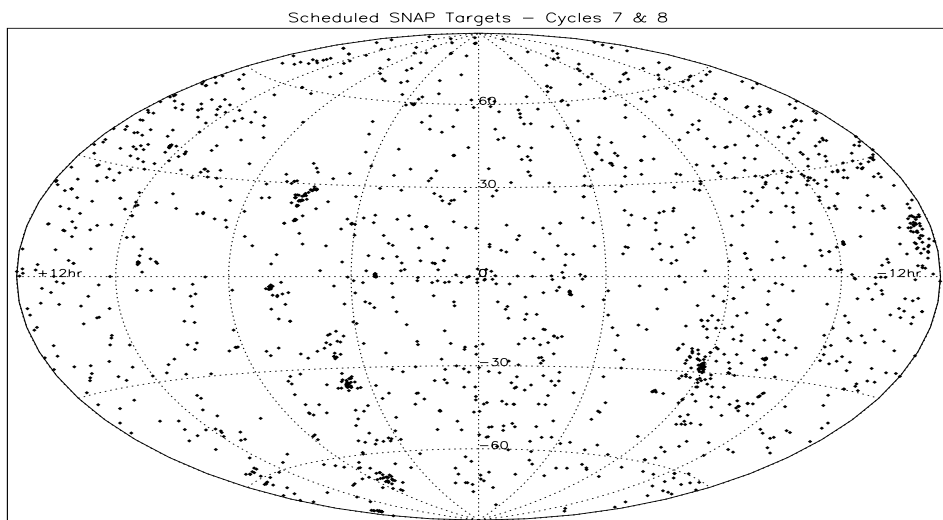 Scheduled SNAP Targets – Cycles 7 & 8
60
30
+12hr
0
−12hr
−30
−60